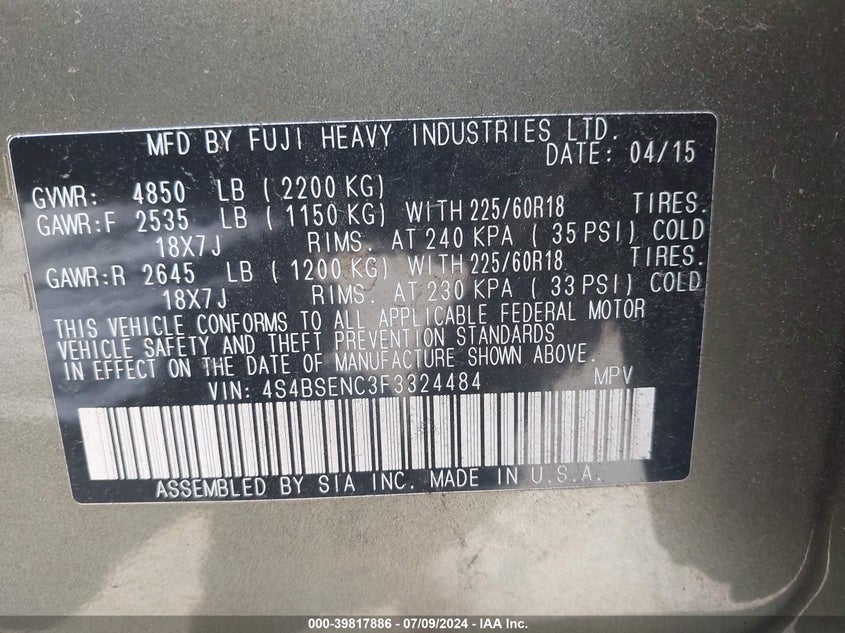 MFD BY FUJI HEAVY INDUSTRIES LTD.
DATE: 04/15
GVWR: 4850 LB (2200 KG)
GAWR:F 2535 LB (1150 KG) WITH 225/60R18 TIRES.
18X7J RIMS. AT 240 KPA (35 PSI) COLD
GAWR:R 2645 LB (1200 KG) WITH 225/60R18 TIRES.
18X7J RIMS. AT 230 KPA (33 PSI) COLD
THIS VEHICLE CONFORMS TO ALL APPLICABLE FEDERAL MOTOR
VEHICLE SAFETY AND THEFT PREVENTION STANDARDS
IN EFFECT ON THE DATE OF MANUFACTURE SHOWN ABOVE.
VIN: 4S4BSENC3F3324484 MPV
ASSEMBLED BY SIA INC. MADE IN U.S.A.
000-39817886 - 07/09/2024 - IAA Inc.